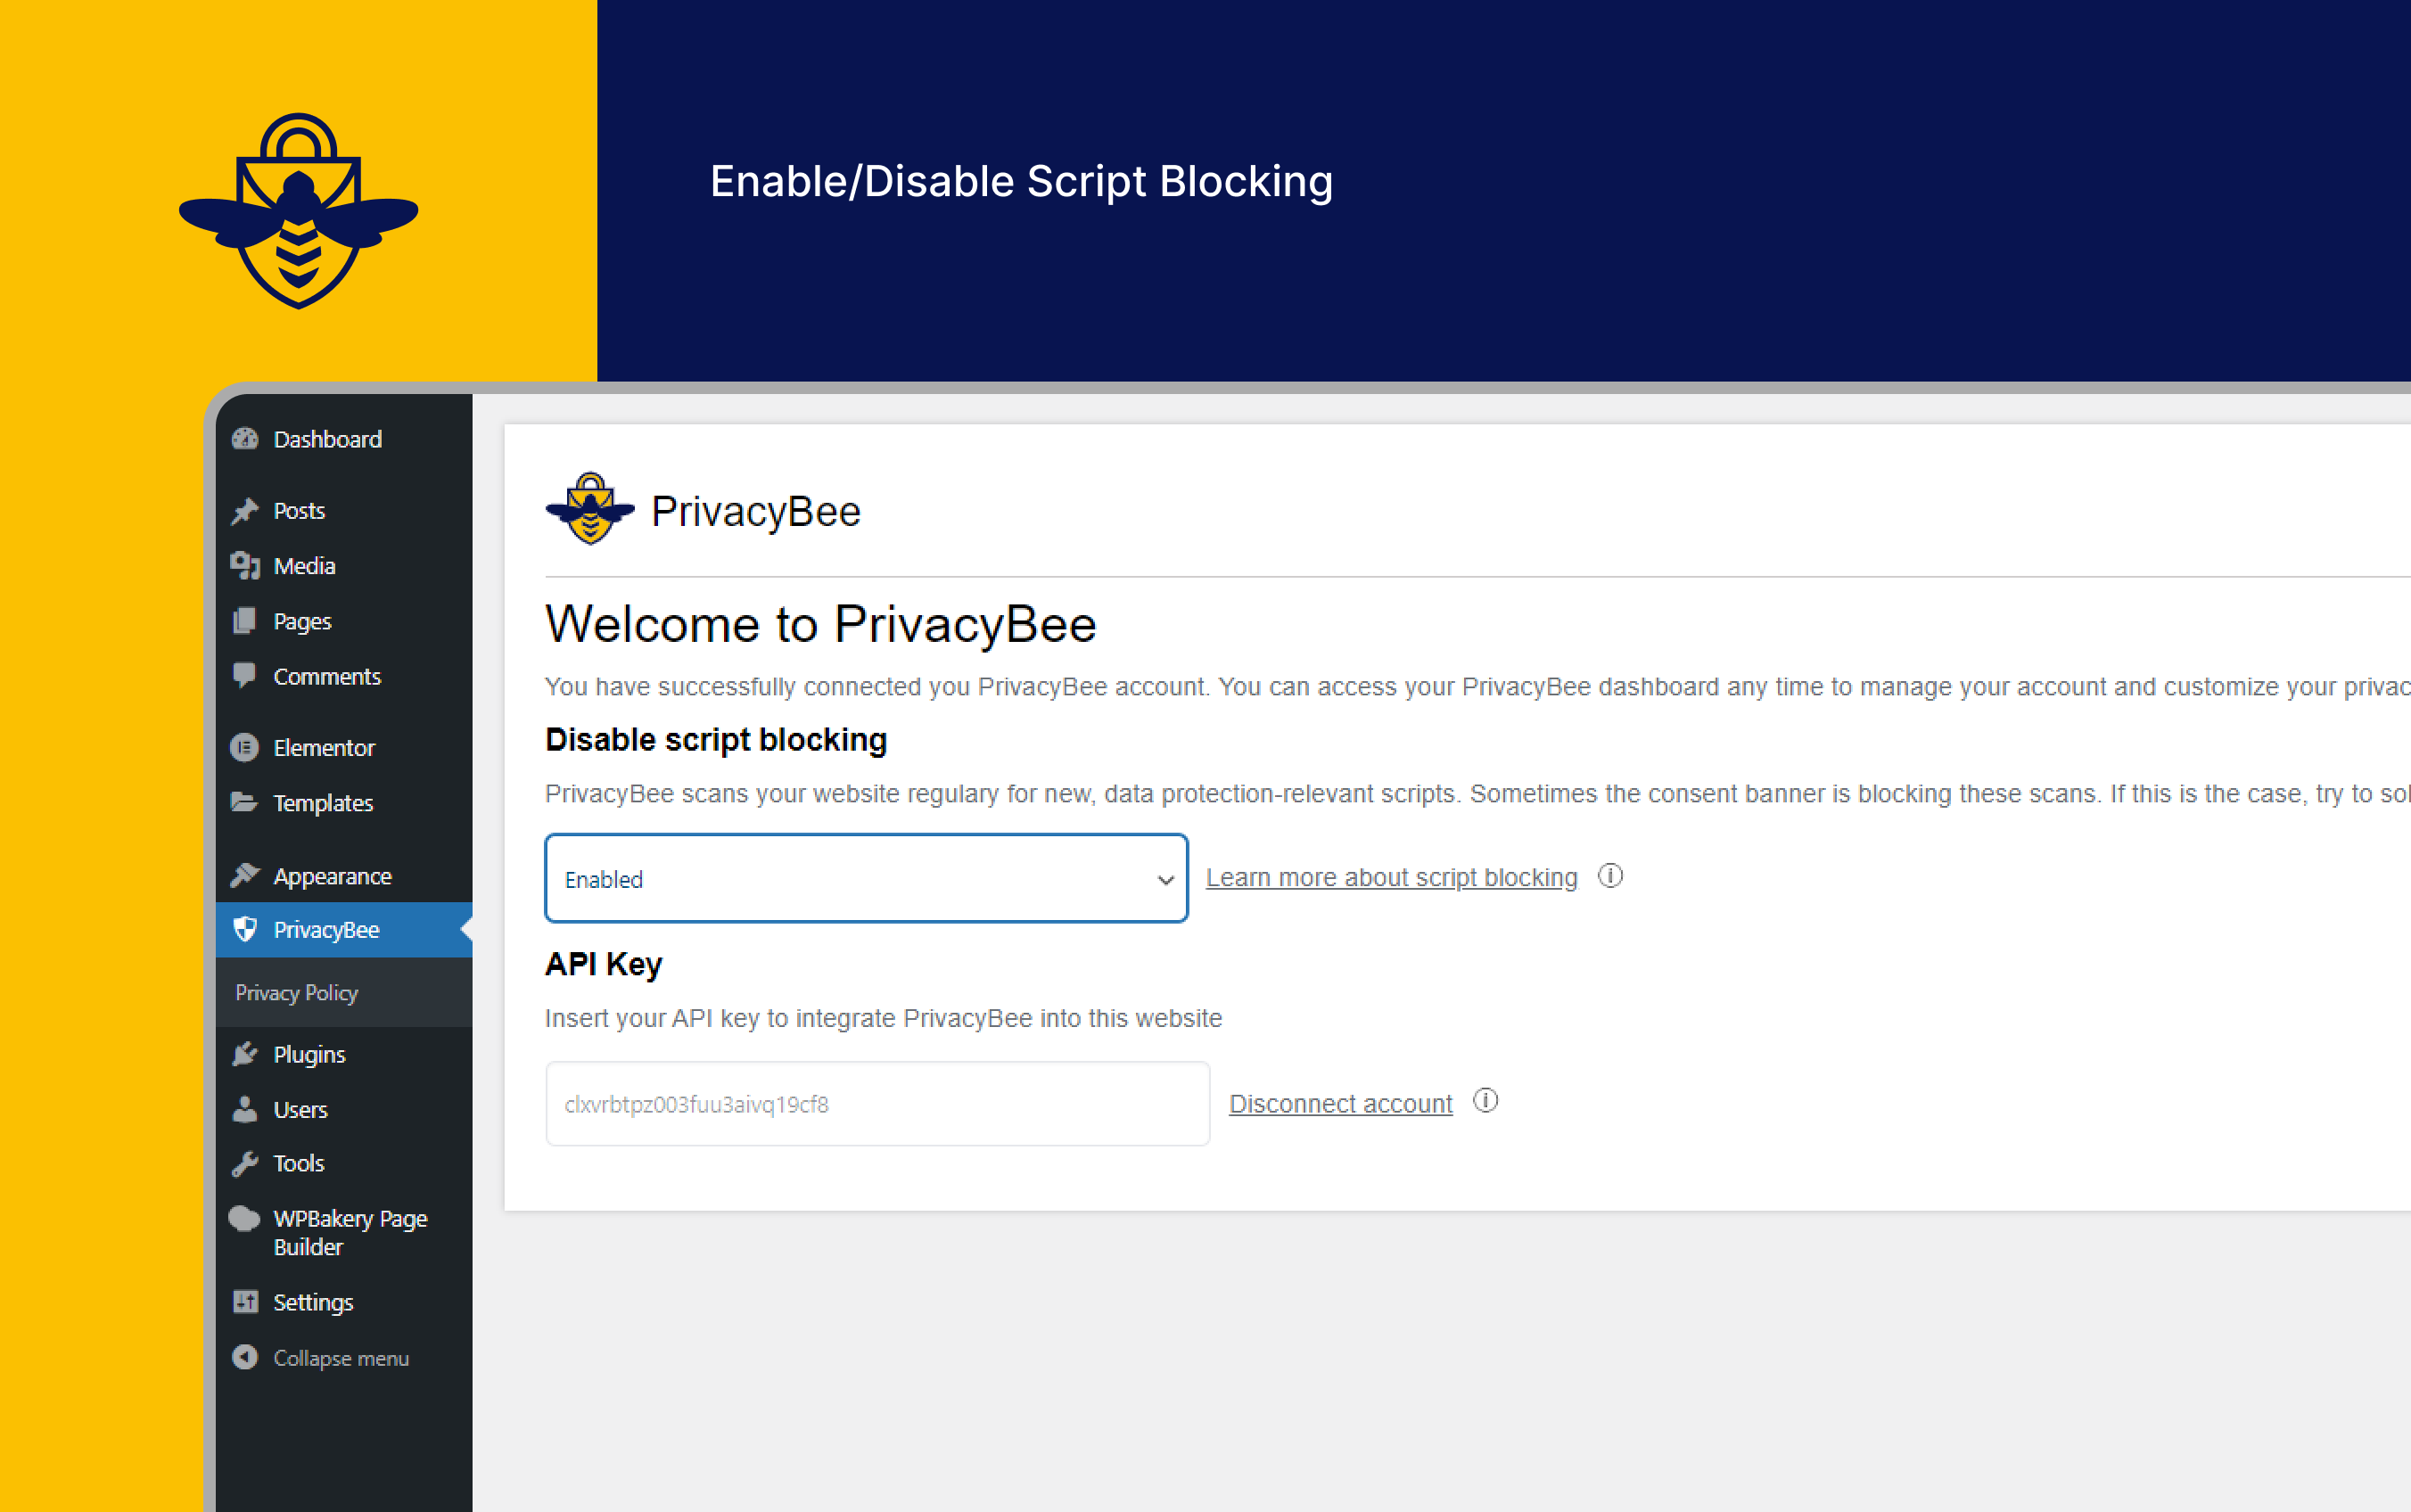 Enable/Disable Script Blocking
Dashboard
Posts
Media
Pages
Comments
Elementor
Templates
Appearance
PrivacyBee
Privacy Policy
Plugins
Users
Tools
WPBakery Page
Builder
Settings
Collapse menu
PrivacyBee
Welcome to PrivacyBee
You have successfully connected you PrivacyBee account. You can access your PrivacyBee dashboard any time to manage your account and customize your
Disable script blocking
PrivacyBee scans your website regulary for new, data protection-relevant scripts. Sometimes the consent banner is blocking these scans. If this is the case, try to
Enabled
Learn more about script blocking
API Key
Insert your API key to integrate PrivacyBee into this website
clxvrbtpz003fuu3aivq19cf8
Disconnect account